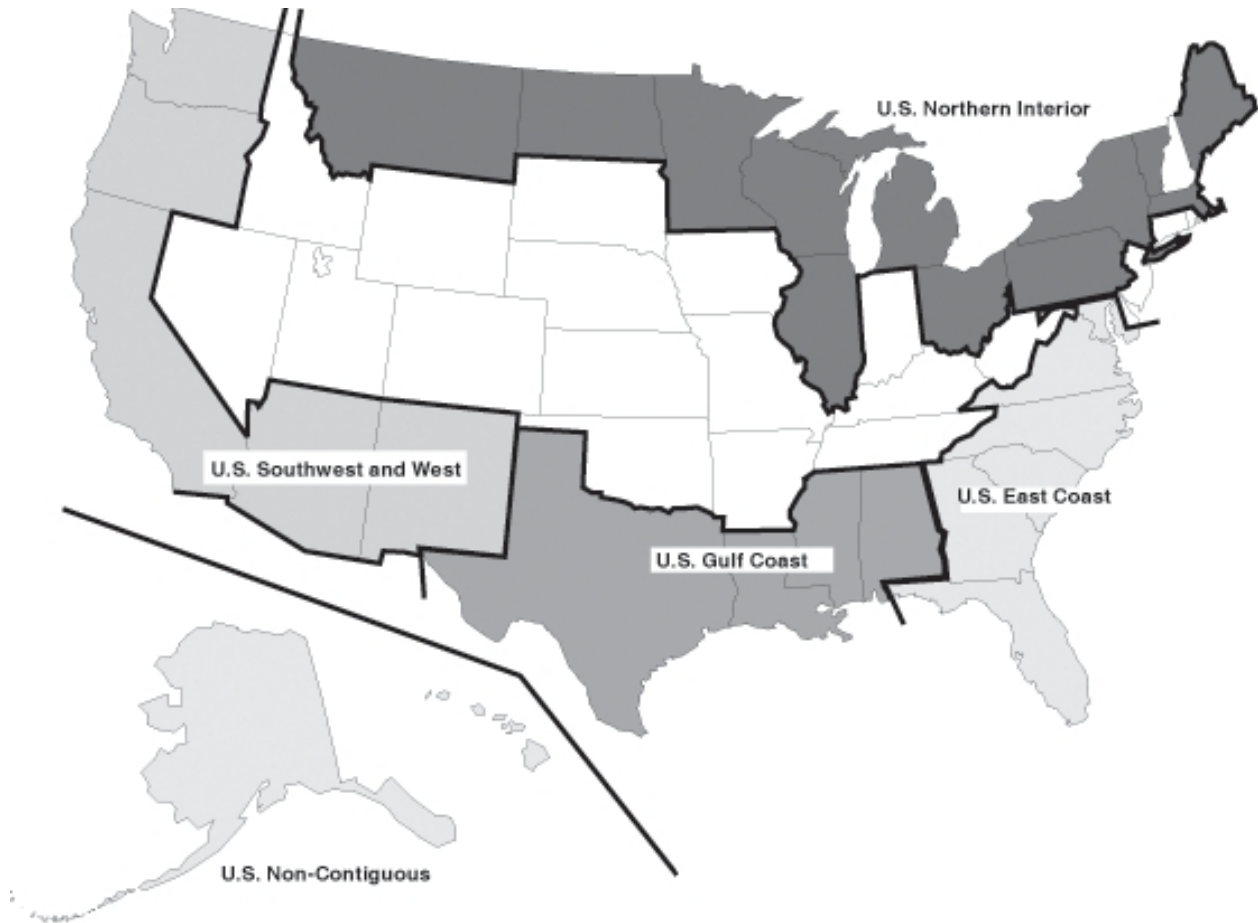 U.S. Northern Interior
U.S. Southwest and West
U.S. East Coast
U.S. Gulf Coast
U.S. Non-Contiguous